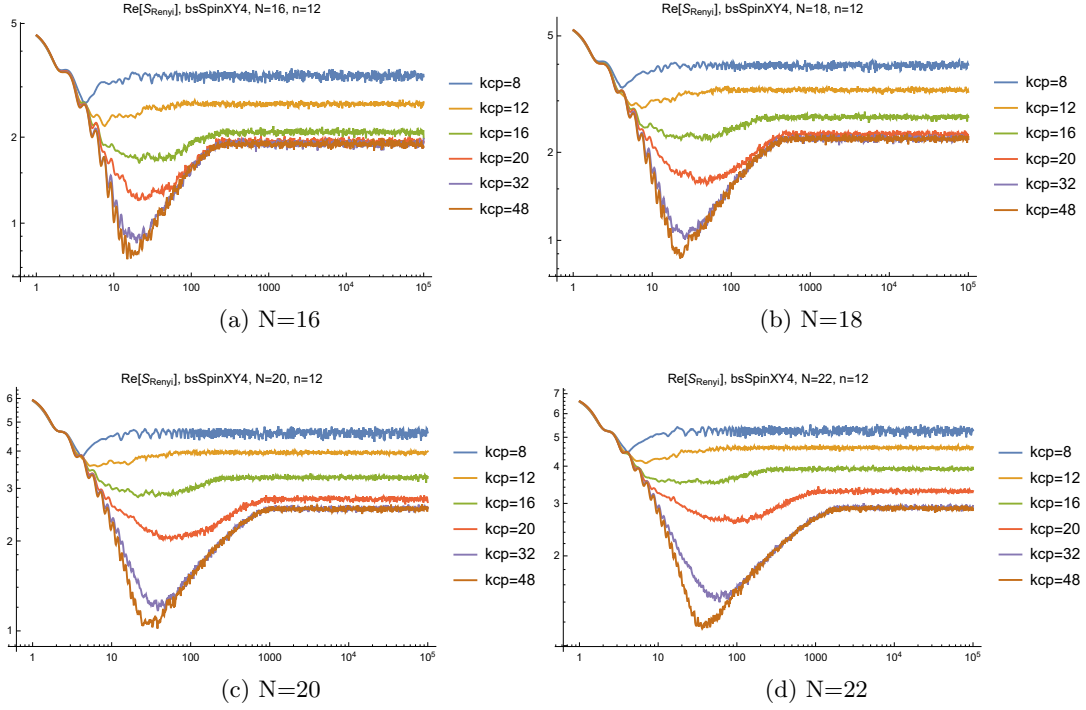 Re[S_Renyi], bsSpinXY4, N=16, n=12
5
2
1
1
10
100
1000
10^4
10^5
kcp=8
kcp=12
kcp=16
kcp=20
kcp=32
kcp=48
(a) N=16
Re[S_Renyi], bsSpinXY4, N=18, n=12
5
2
1
1
10
100
1000
10^4
10^5
kcp=8
kcp=12
kcp=16
kcp=20
kcp=32
kcp=48
(b) N=18
Re[S_Renyi], bsSpinXY4, N=20, n=12
6
5
4
3
2
1
1
10
100
1000
10^4
10^5
kcp=8
kcp=12
kcp=16
kcp=20
kcp=32
kcp=48
(c) N=20
Re[S_Renyi], bsSpinXY4, N=22, n=12
7
6
5
4
3
2
1
10
100
1000
10^4
10^5
kcp=8
kcp=12
kcp=16
kcp=20
kcp=32
kcp=48
(d) N=22